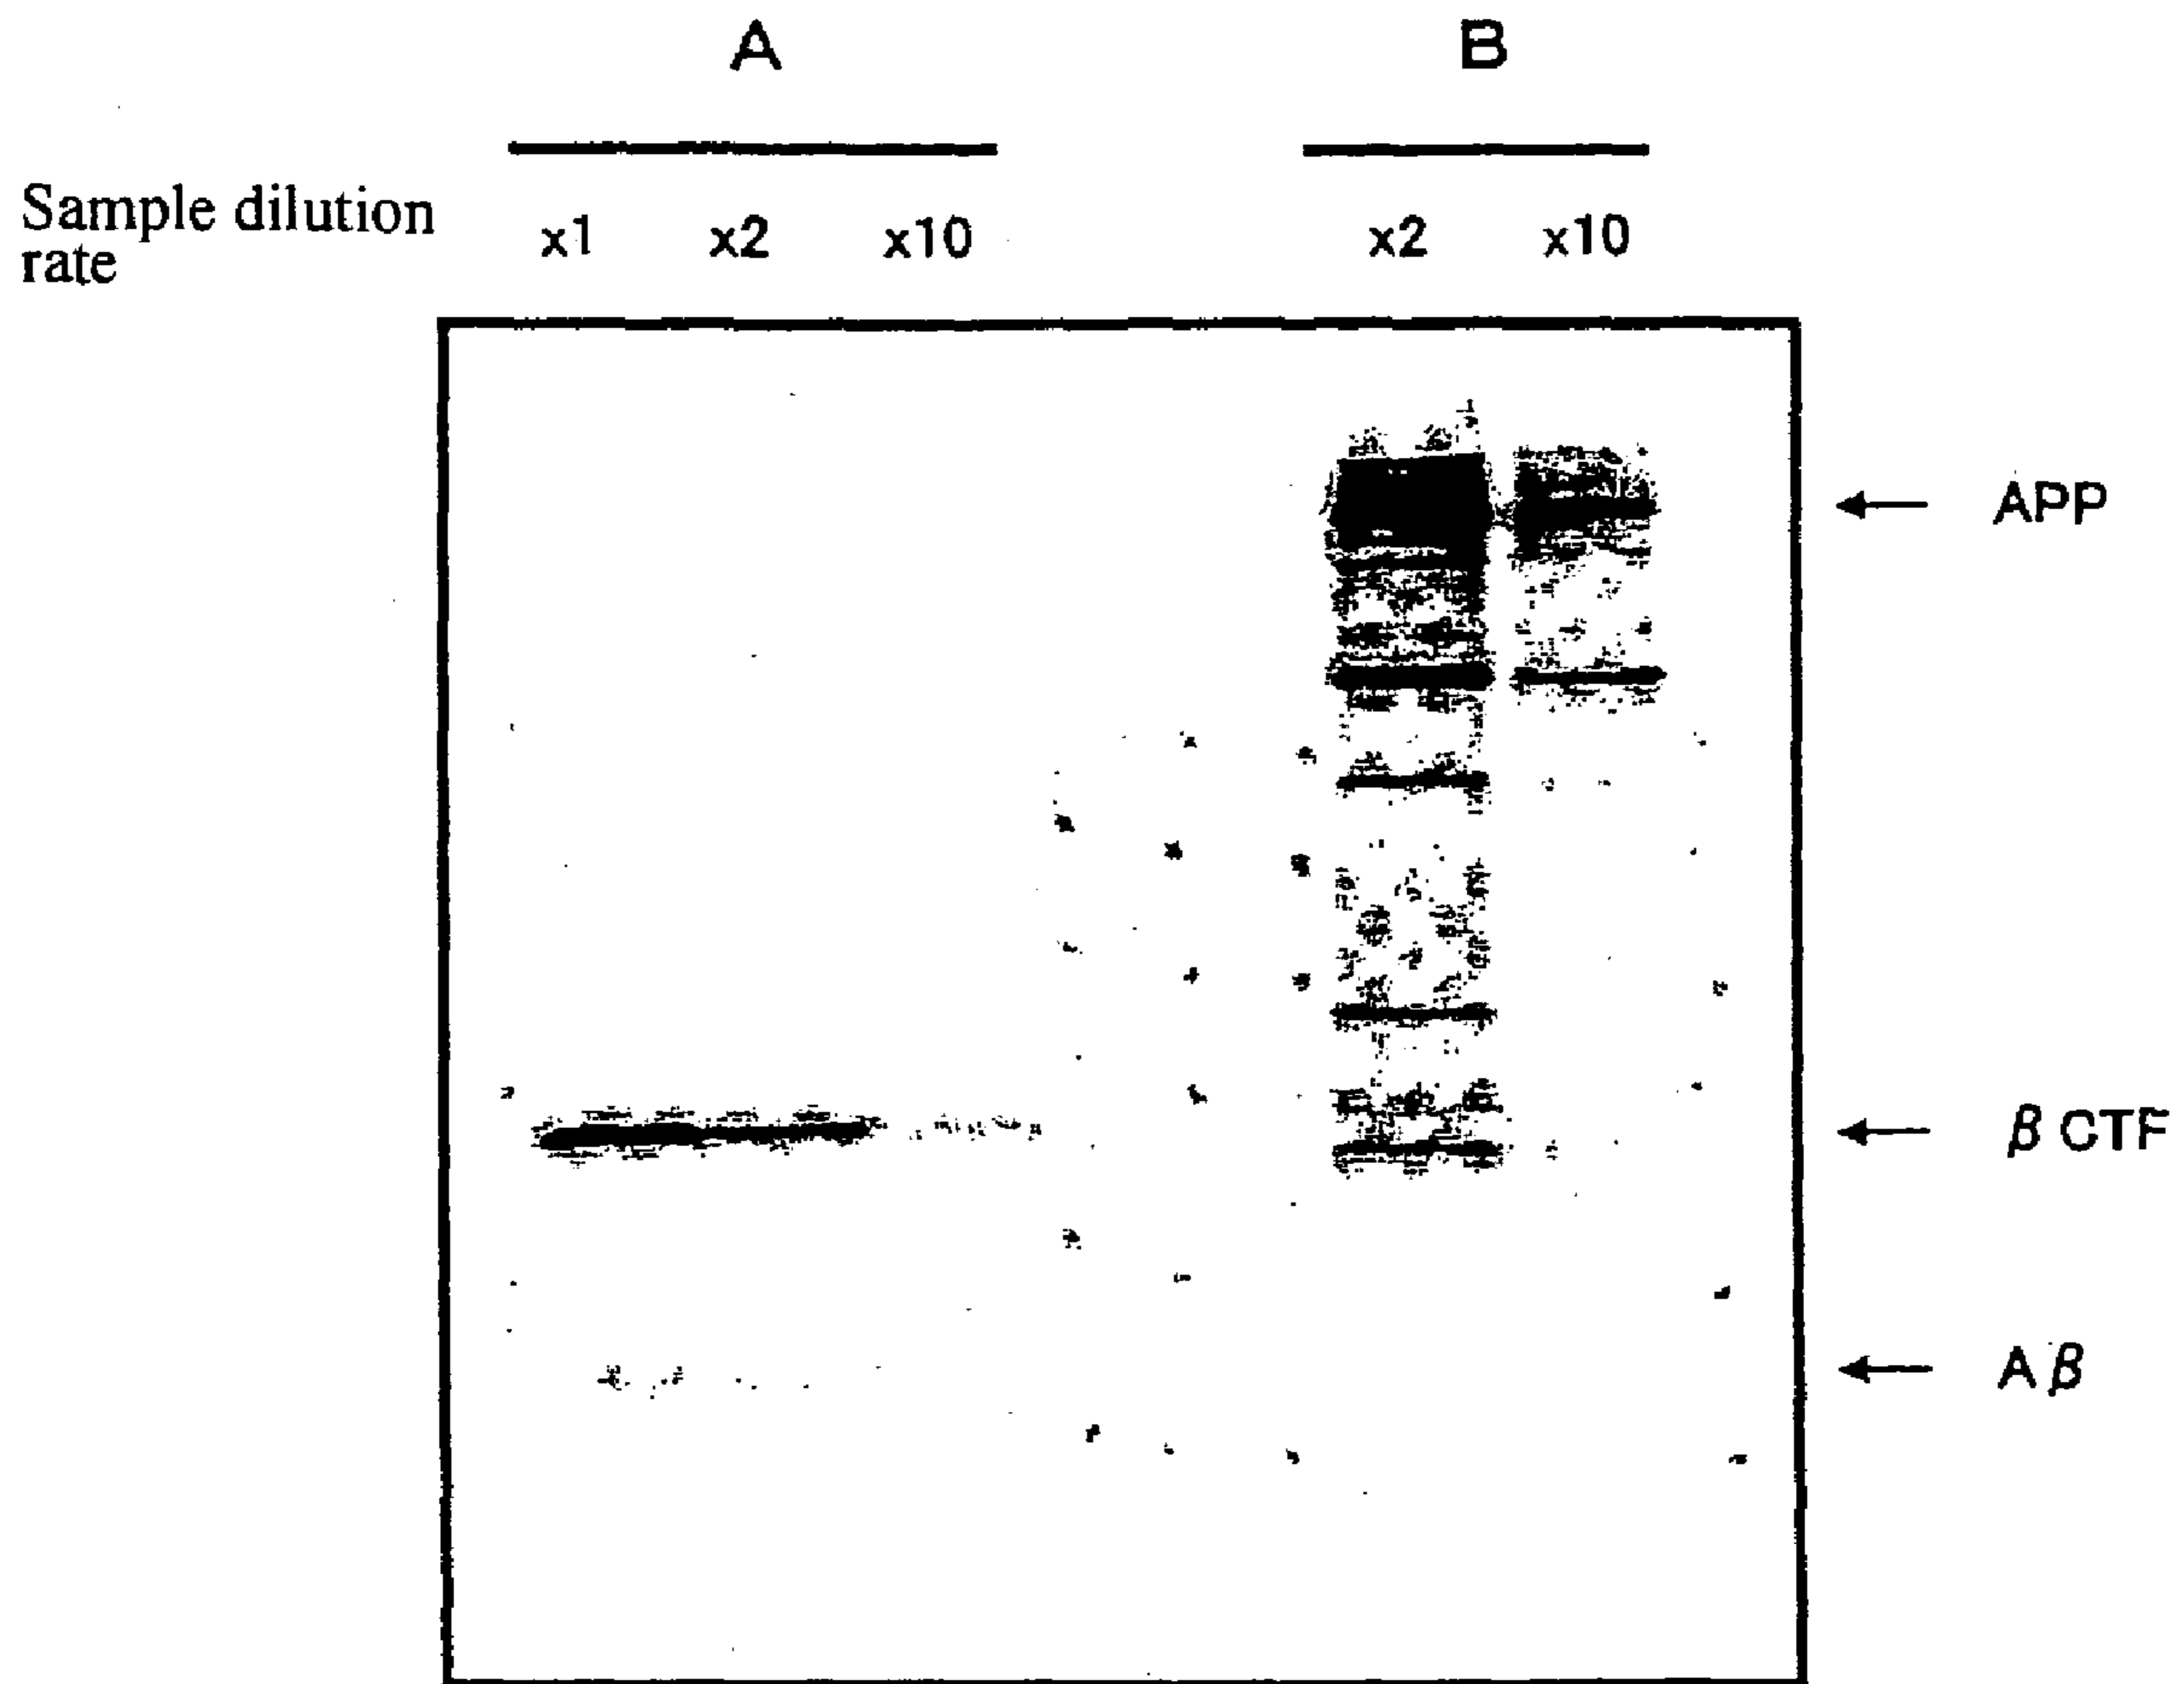 A B
Sample dilution
rate
x1 x2 x10 x2 x10
APP
β CTF
Aβ